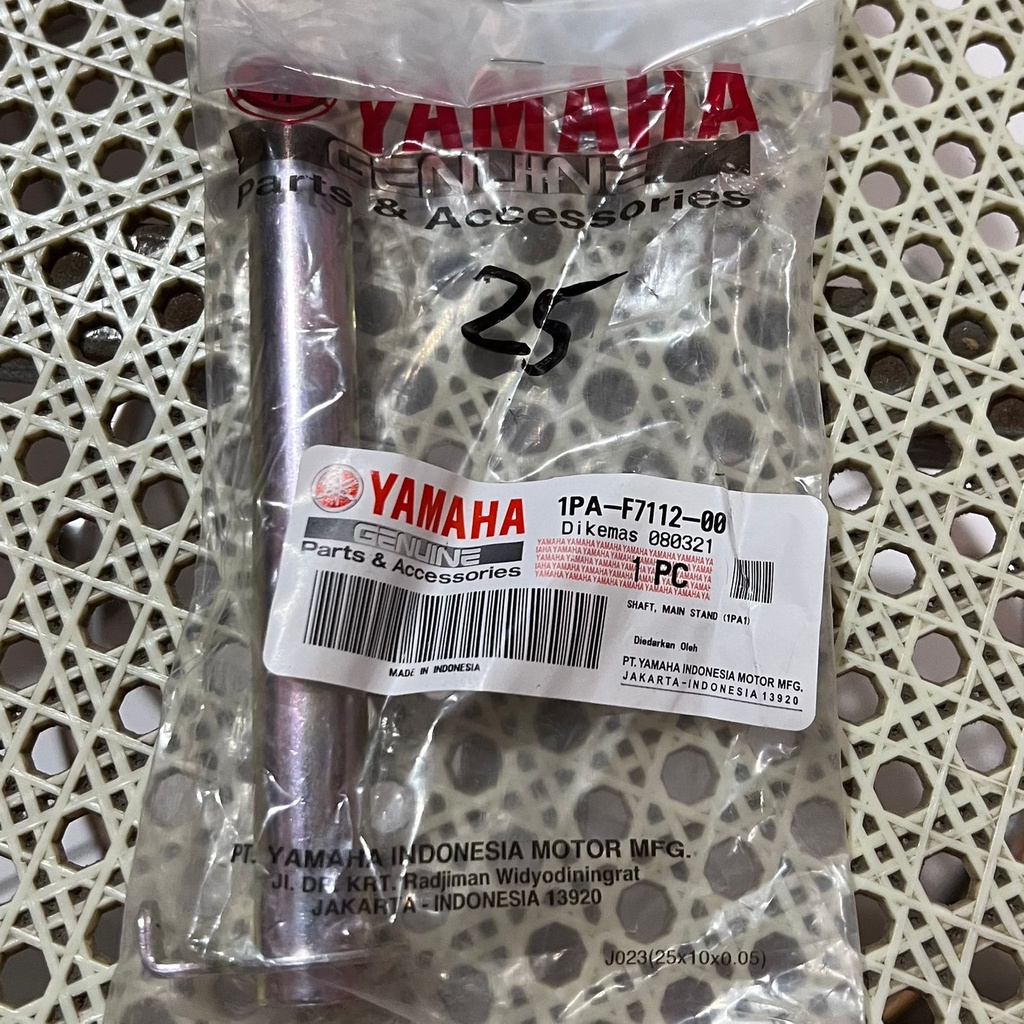 YAMAHA
GENUINE
Parts & Accessories
25
YAMAHA
GENUINE
Parts & Accessories
1PA-F7112-00
Dikemas 080321
1 PC
SHAFT, MAIN STAND (1PA1)
MADE IN INDONESIA
Diedarkan Oleh
PT. YAMAHA INDONESIA MOTOR MFG.
JAKARTA-INDONESIA 13920
PT. YAMAHA INDONESIA MOTOR MFG.
Jl. DR. KRT. Radjiman Widyodiningrat
JAKARTA - INDONESIA 13920
J023(25x10x0.05)